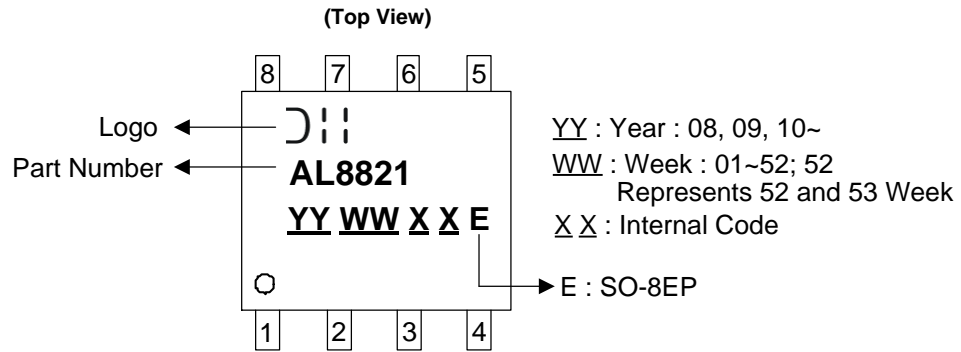 (Top View)
8 7 6 5
Logo
Part Number
AL8821
YY WW X X E
YY : Year : 08, 09, 10~
WW : Week : 01~52; 52
Represents 52 and 53 Week
X X : Internal Code
E : SO-8EP
1 2 3 4